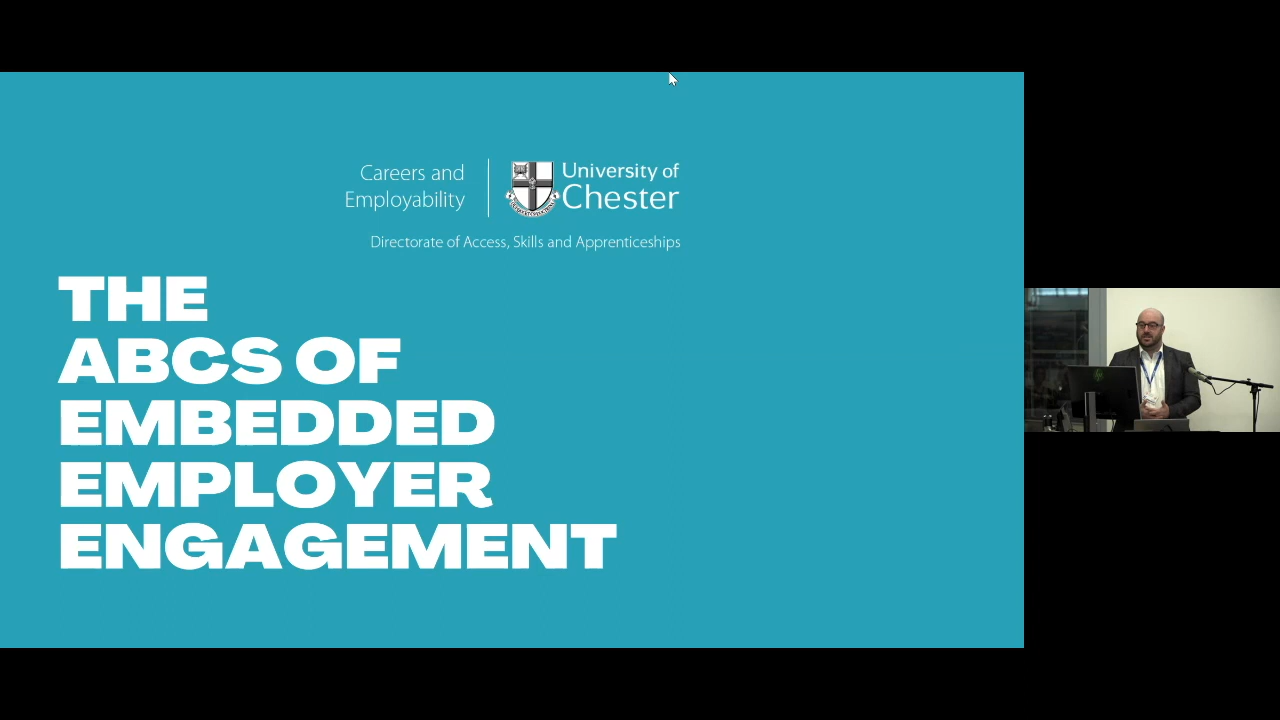 Careers and
Employability
University of
Chester
Directorate of Access, Skills and Apprenticeships
THE
ABCS OF
EMBEDDED
EMPLOYER
ENGAGEMENT